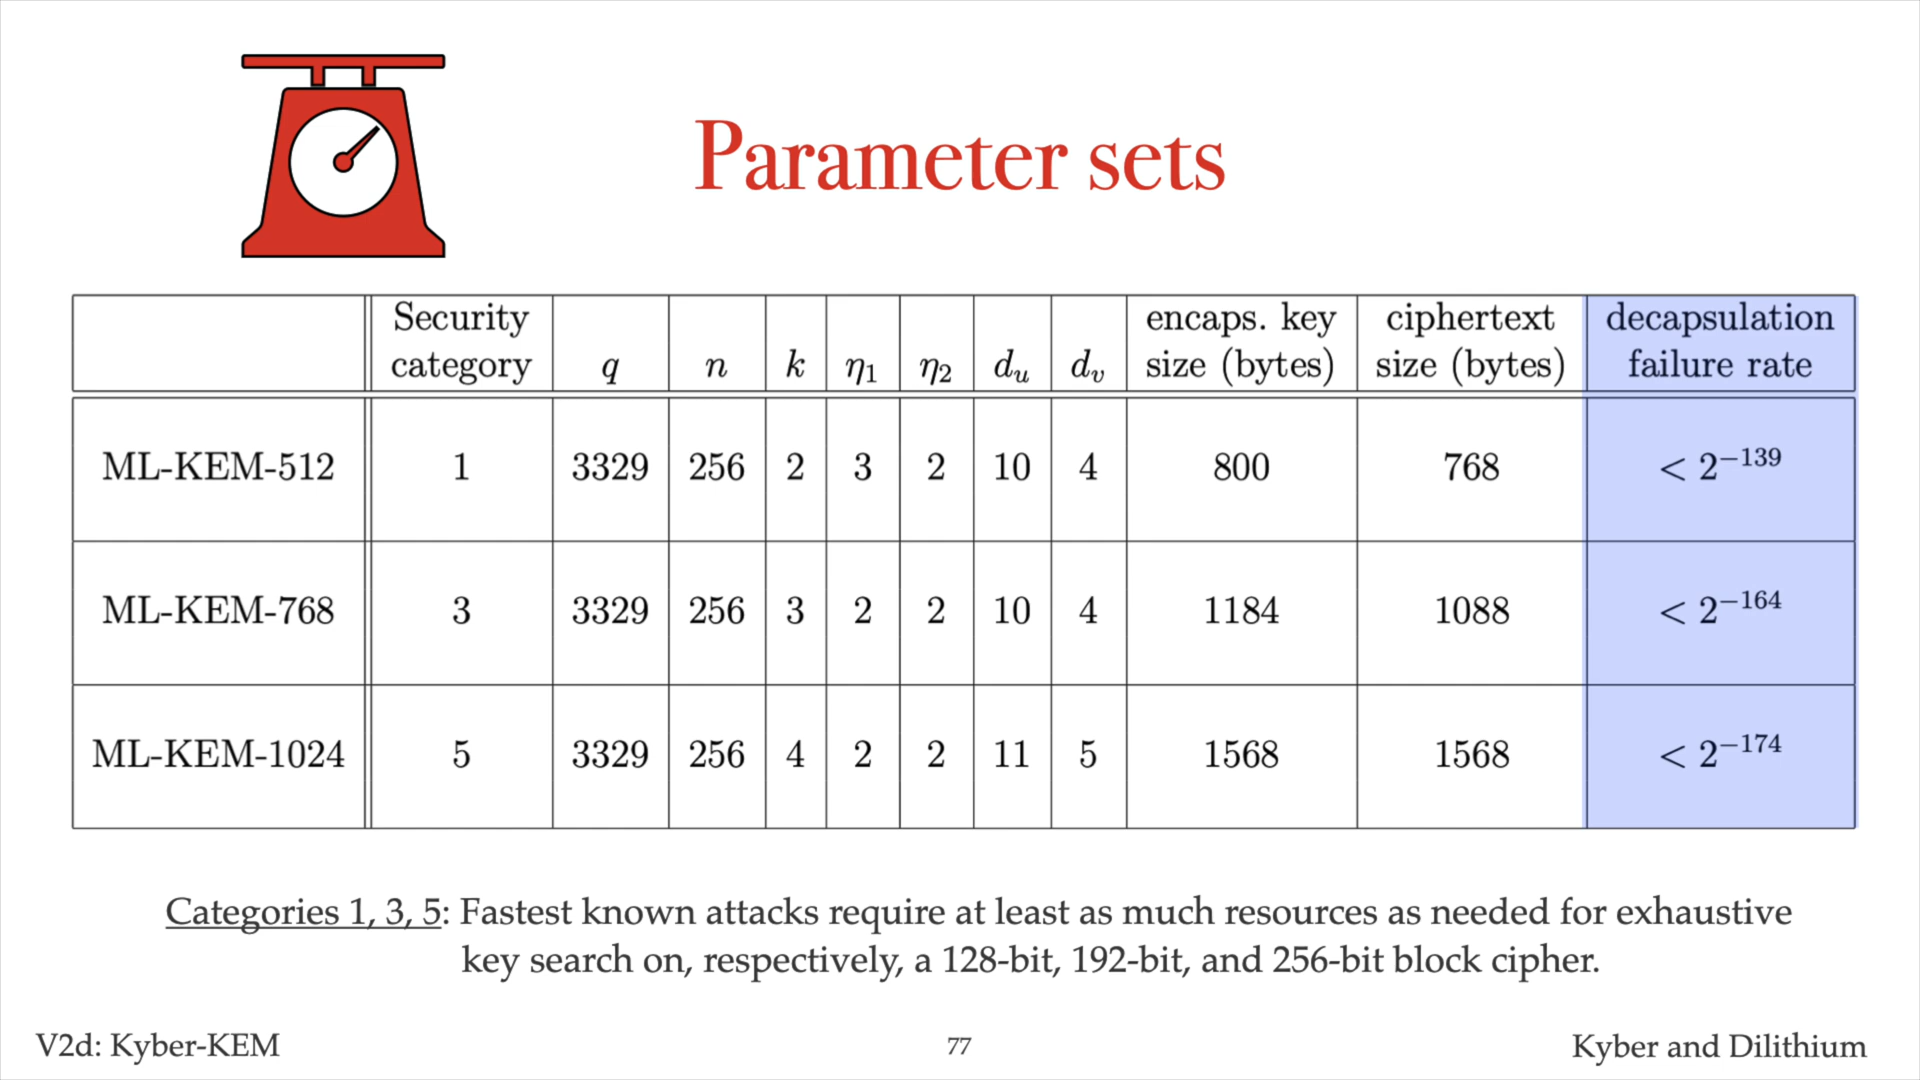 Parameter sets
Security category q n k η₁ η₂ dᵤ dᵥ encaps. key size (bytes) ciphertext size (bytes) decapsulation failure rate
ML-KEM-512 1 3329 256 2 3 2 10 4 800 768 < 2⁻¹³⁹
ML-KEM-768 3 3329 256 3 2 2 10 4 1184 1088 < 2⁻¹⁶⁴
ML-KEM-1024 5 3329 256 4 2 2 11 5 1568 1568 < 2⁻¹⁷⁴
Categories 1, 3, 5: Fastest known attacks require at least as much resources as needed for exhaustive
key search on, respectively, a 128-bit, 192-bit, and 256-bit block cipher.
V2d: Kyber-KEM
77
Kyber and Dilithium